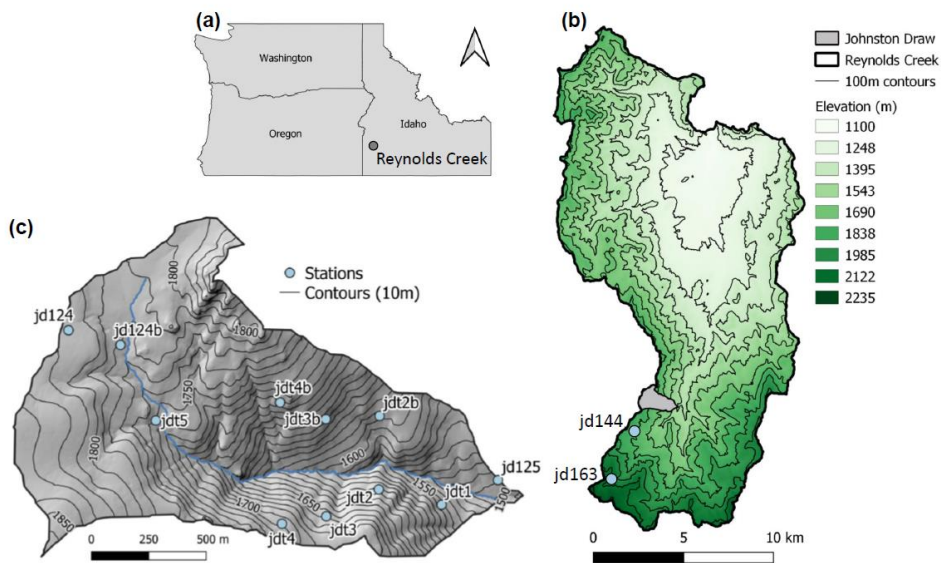 (a)
Washington
Oregon
Idaho
Reynolds Creek
(b)
Johnston Draw
Reynolds Creek
100m contours
Elevation (m)
1100
1248
1395
1543
1690
1838
1985
2122
2235
jd144
jd163
0 5 10 km
(c)
Stations
Contours (10m)
1800
jd124
jd124b
1800
jdt4b
1750
jdt3b
jdt2b
jdt5
1800
1600
jd125
jdt2
1550
jdt1
1500
1700
1650
jdt3
jdt4
1850
0 250 500 m